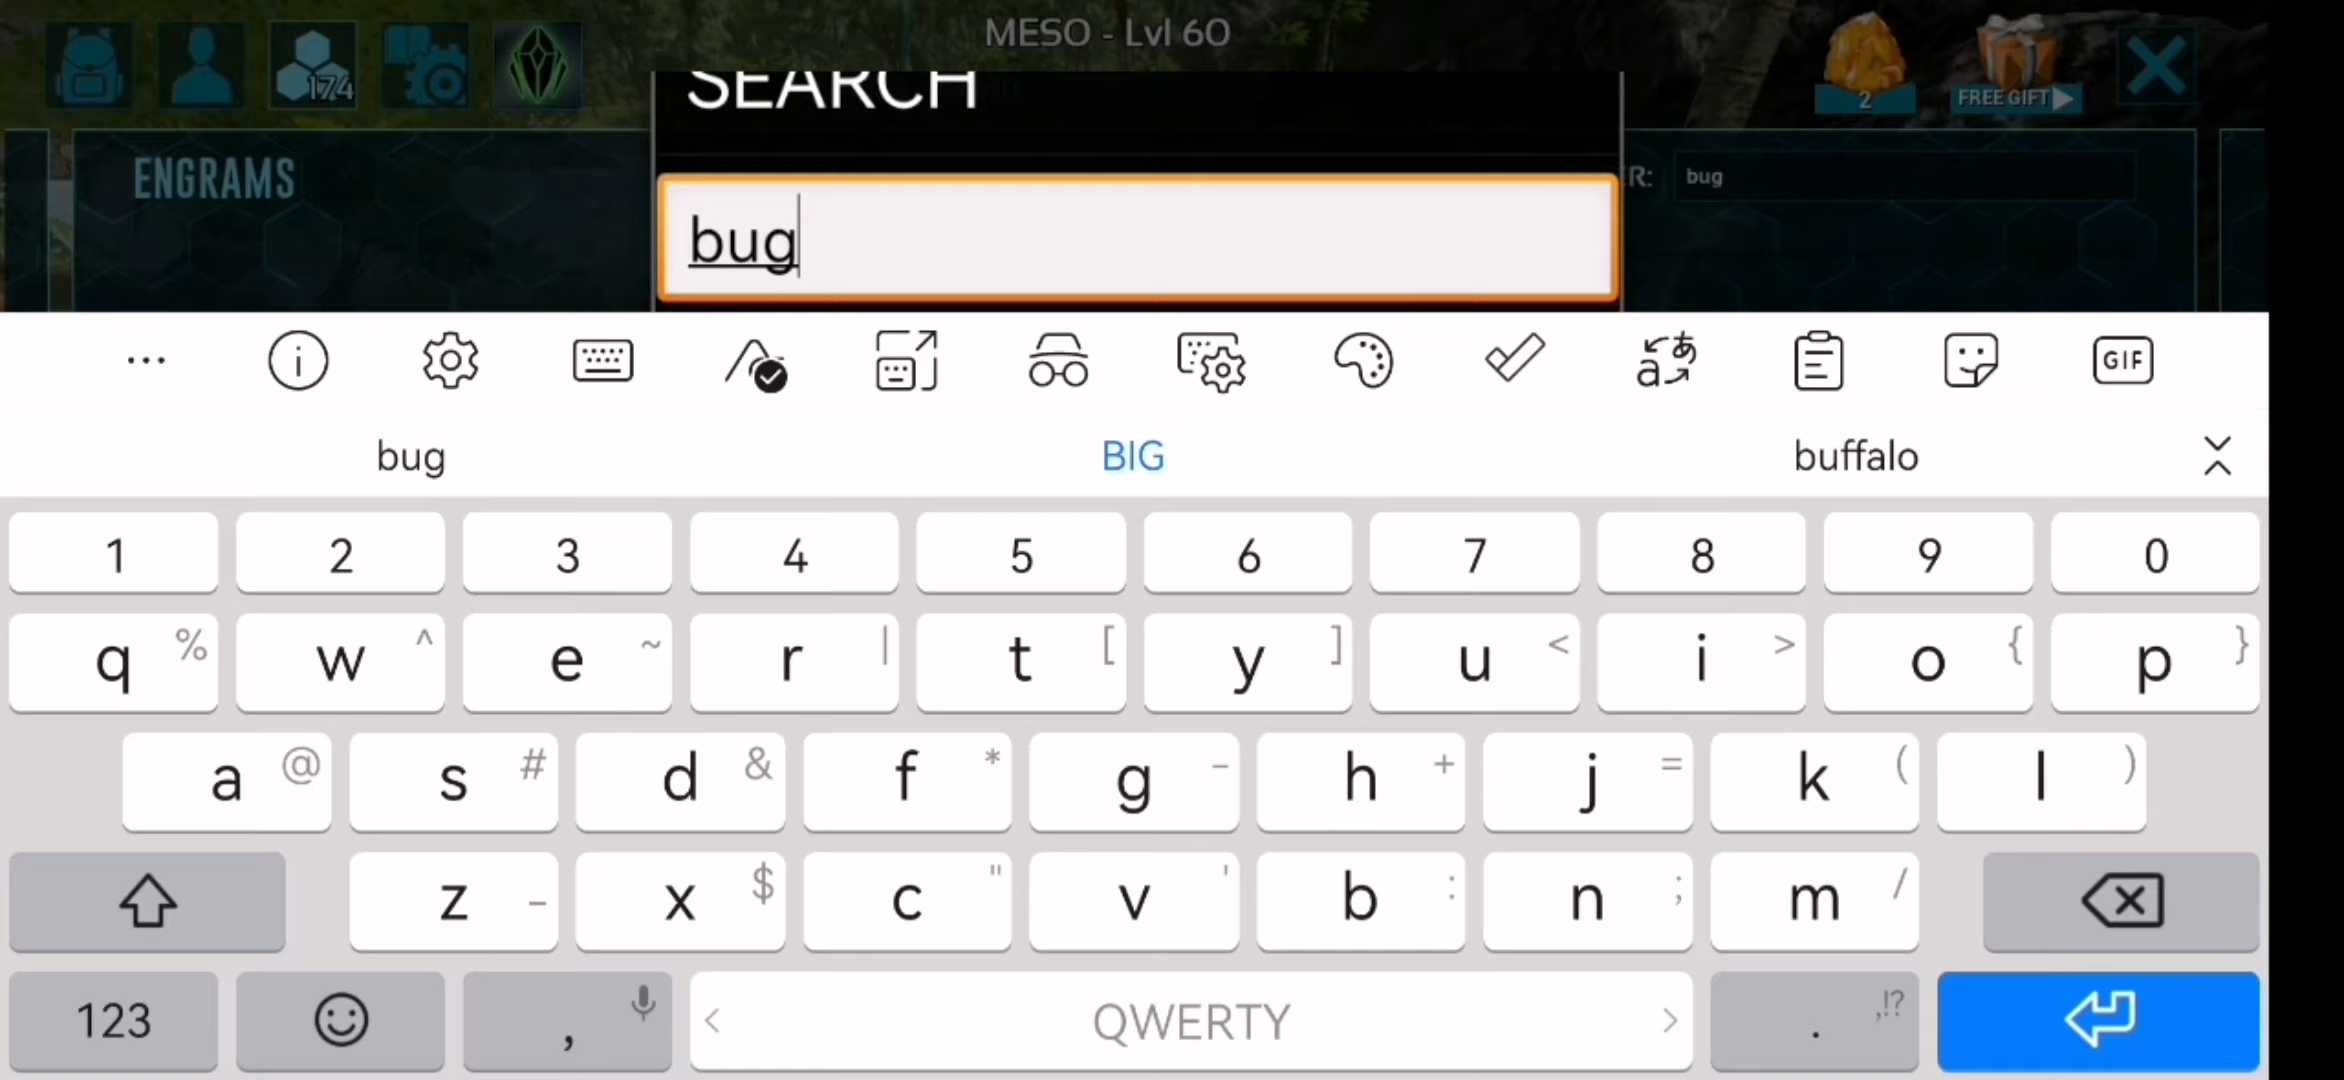 MESO - Lvl 60
174
2
FREE GIFT
SEARCH
ENGRAMS
R: bug
bug
GIF
bug BIG buffalo
1 2 3 4 5 6 7 8 9 0
q % w ^ e ~ r | t [ y ] u < i > o { p }
a @ s # d & f * g - h + j = k ( l )
z _ x $ c " v ' b : n ; m /
123 , < QWERTY > . ,!?